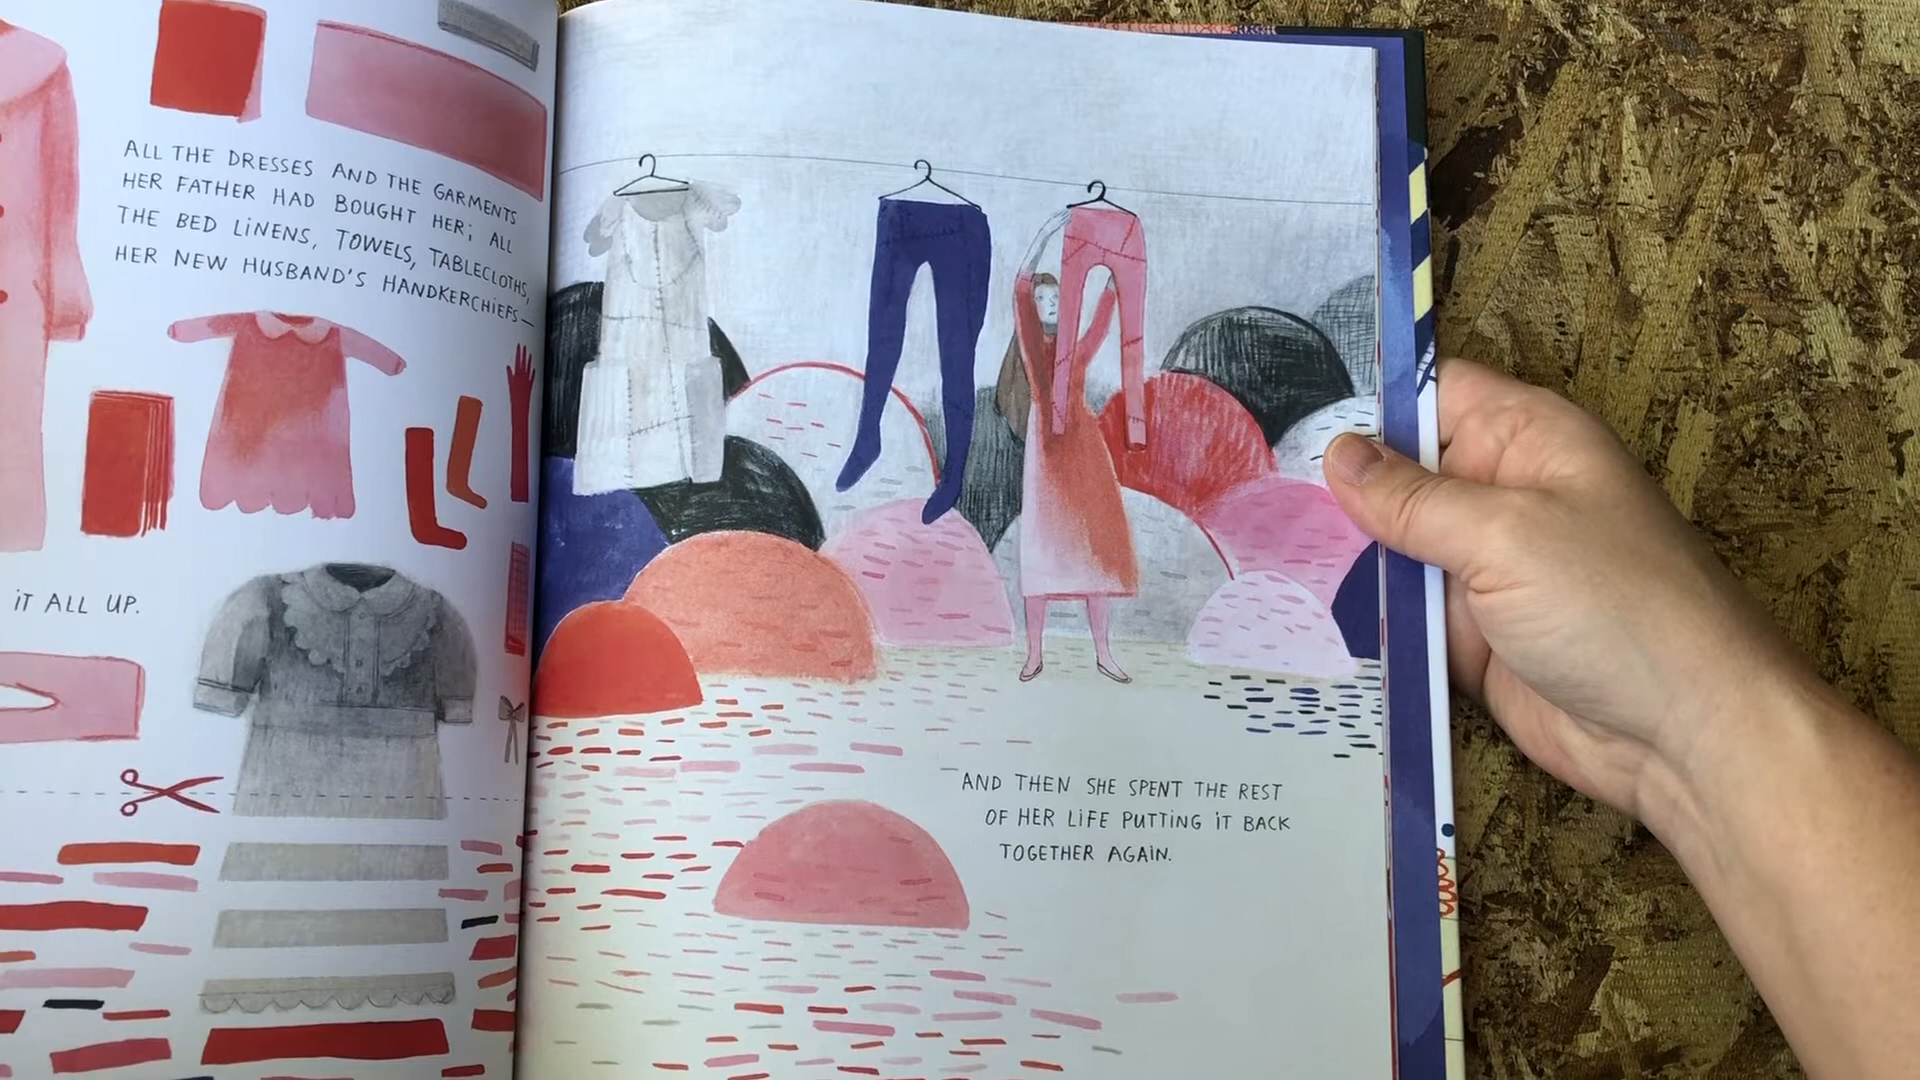 ALL THE DRESSES AND THE GARMENTS
HER FATHER HAD BOUGHT HER; ALL
THE BED LINENS, TOWELS, TABLECLOTHS,
HER NEW HUSBAND'S HANDKERCHIEFS—
IT ALL UP.
AND THEN SHE SPENT THE REST
OF HER LIFE PUTTING IT BACK
TOGETHER AGAIN.